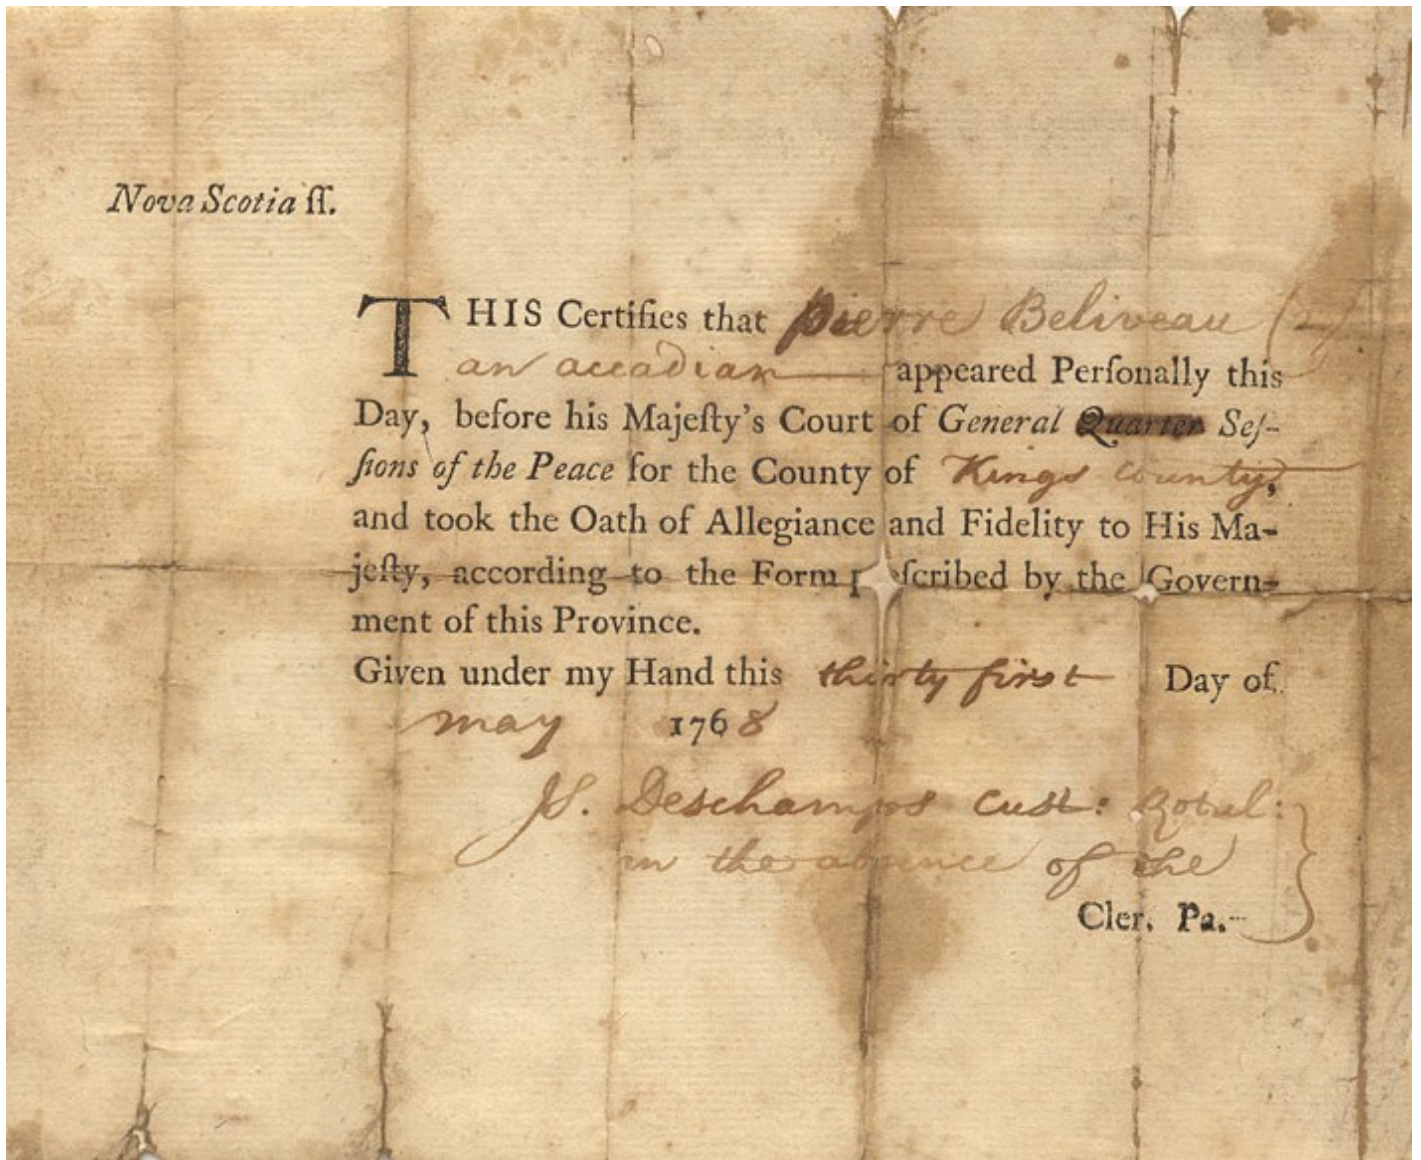 Nova Scotia ſſ.
THIS Certifies that Pierre Beliveau
an accadian appeared Perſonally this
Day, before his Majeſty's Court of General Quarter Seſ-
ſions of the Peace for the County of Kings County,
and took the Oath of Allegiance and Fidelity to His Ma-
jeſty, according to the Form p ſcribed by the Govern-
ment of this Province.
Given under my Hand this thirty first Day of
may 1768
Js. Deschamps Cust: Rotul:
in the absence of the
Cler. Pa.